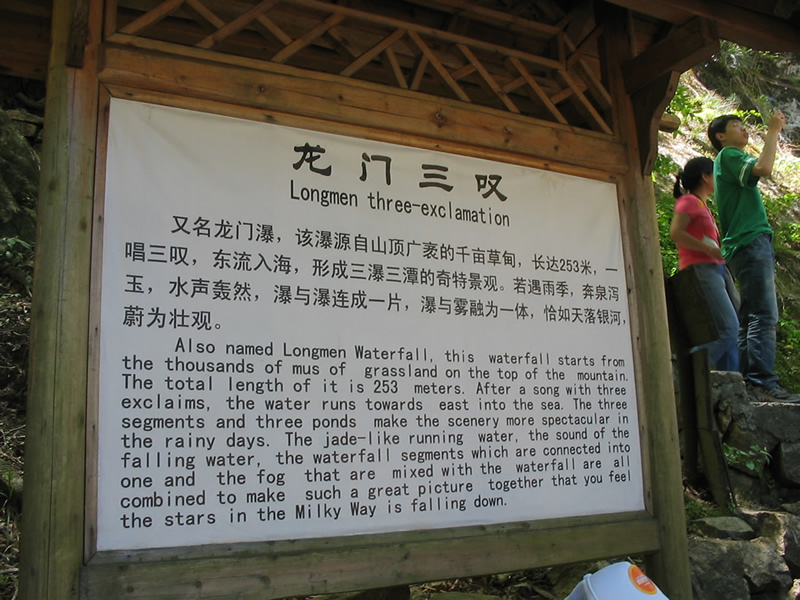 龙门三叹
Longmen three-exclamation
又名龙门瀑，该瀑源自山顶广袤的千亩草甸，长达253米，一
唱三叹，东流入海，形成三瀑三潭的奇特景观。若遇雨季，奔泉泻
玉，水声轰然，瀑与瀑连成一片，瀑与雾融为一体，恰如天落银河，
蔚为壮观。
Also named Longmen Waterfall, this waterfall starts from
the thousands of mus of grassland on the top of the mountain.
The total length of it is 253 meters. After a song with three
exclaims, the water runs towards east into the sea. The three
segments and three ponds make the scenery more spectacular in
the rainy days. The jade-like running water, the sound of the
falling water, the waterfall segments which are connected into
one and the fog that are mixed with the waterfall are all
combined to make such a great picture together that you feel
the stars in the Milky Way is falling down.